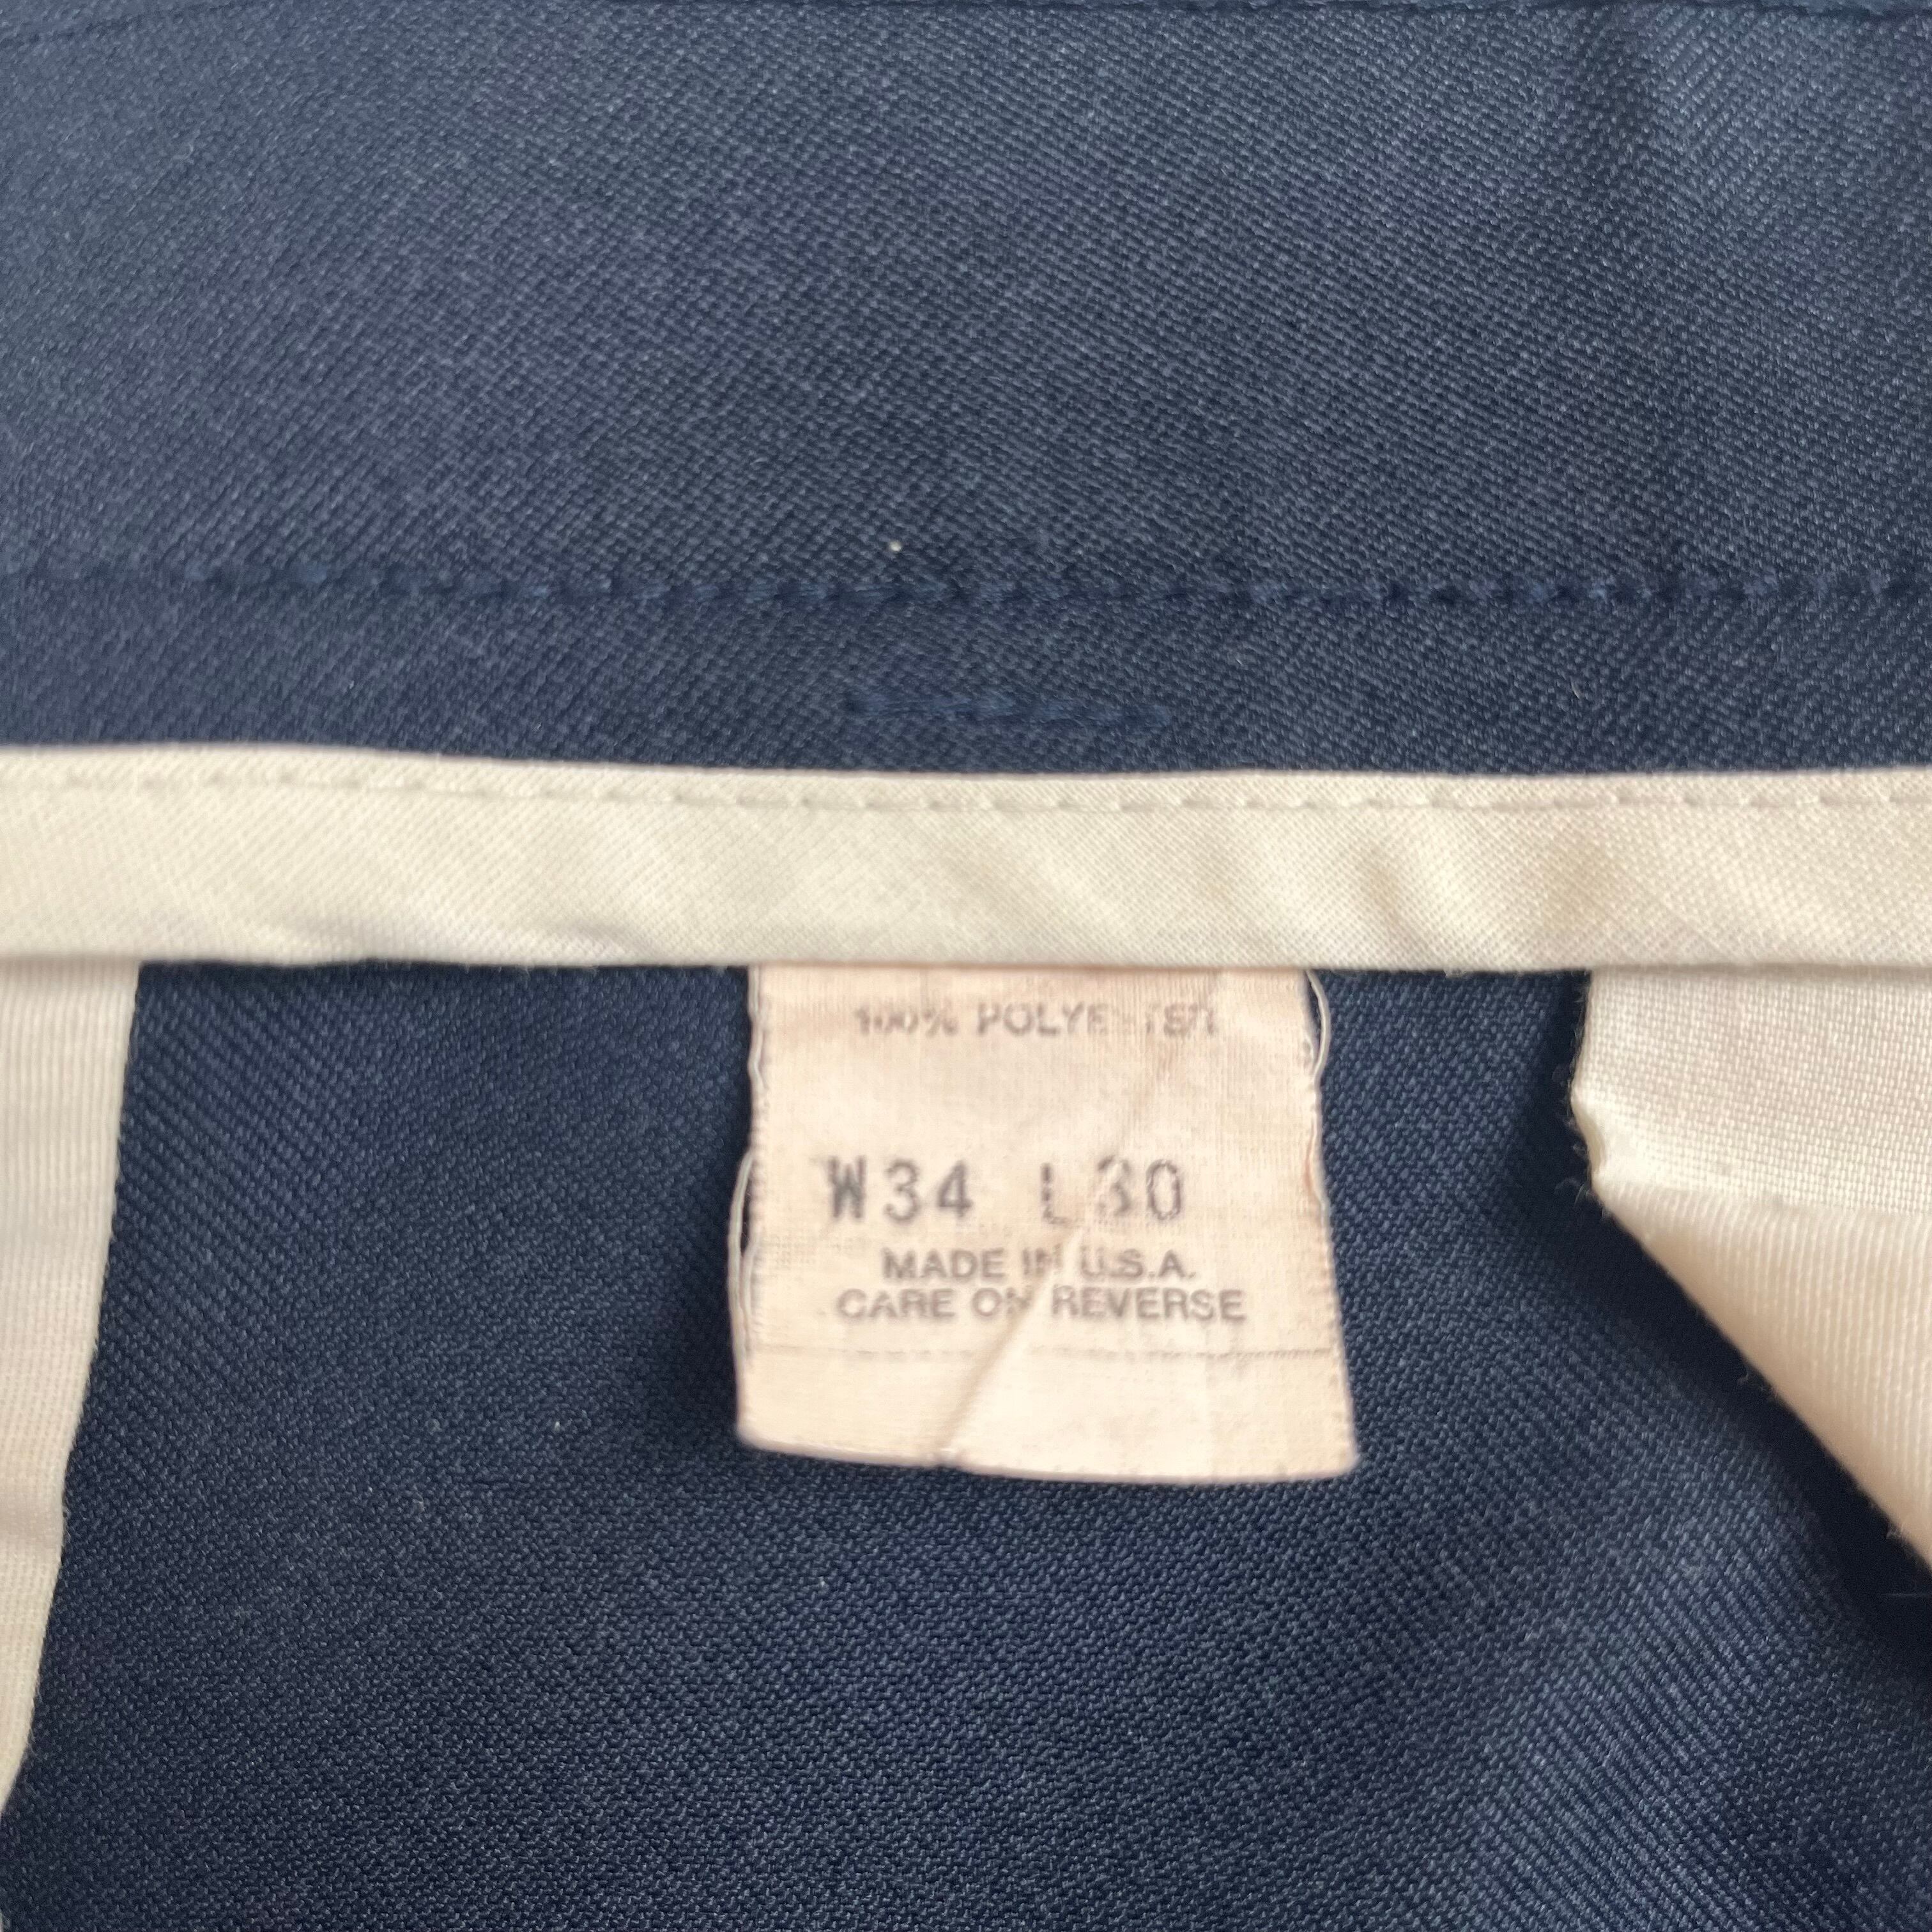 100% POLYESTER
W34 L30
MADE IN U.S.A.
CARE ON REVERSE